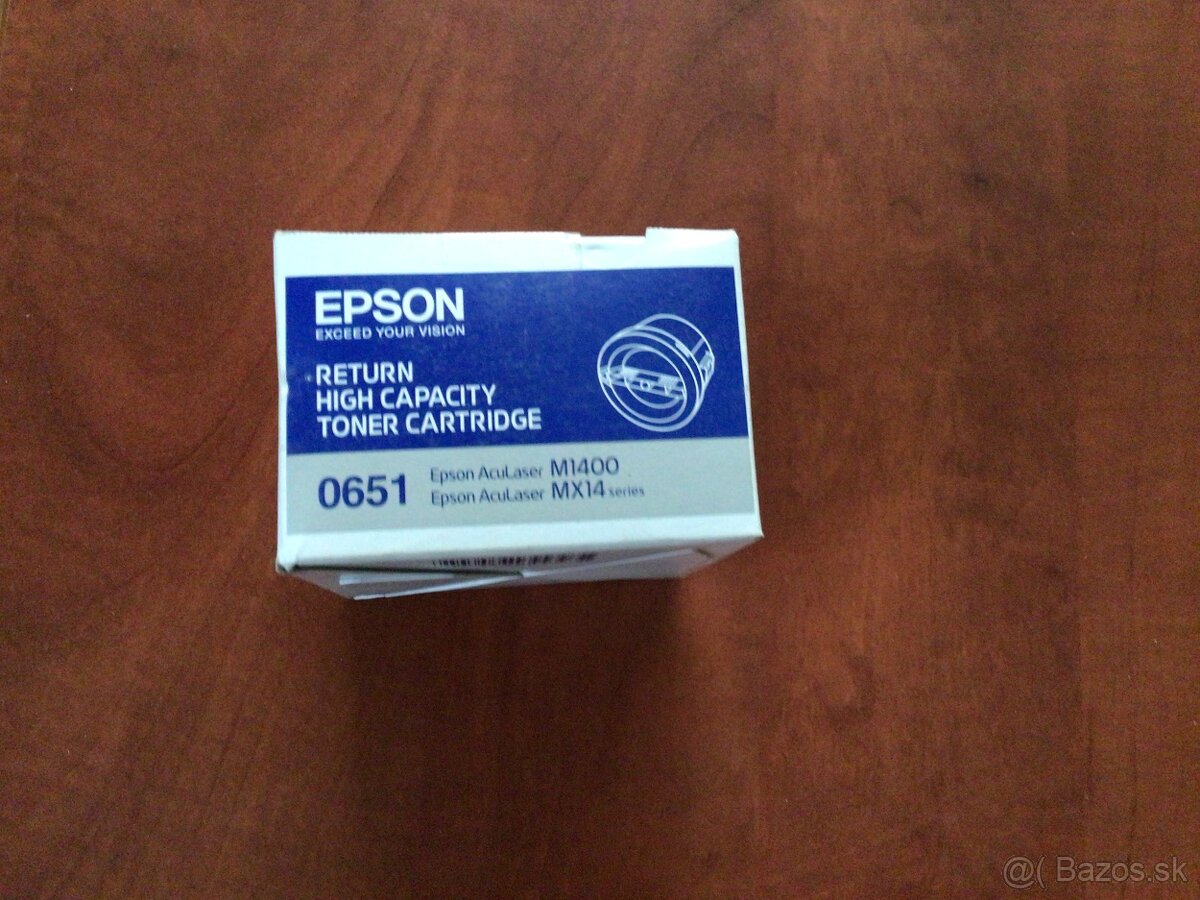 EPSON
EXCEED YOUR VISION
RETURN
HIGH CAPACITY
TONER CARTRIDGE
0651
Epson AcuLaser M1400
Epson AcuLaser MX14 series
@( Bazos.sk